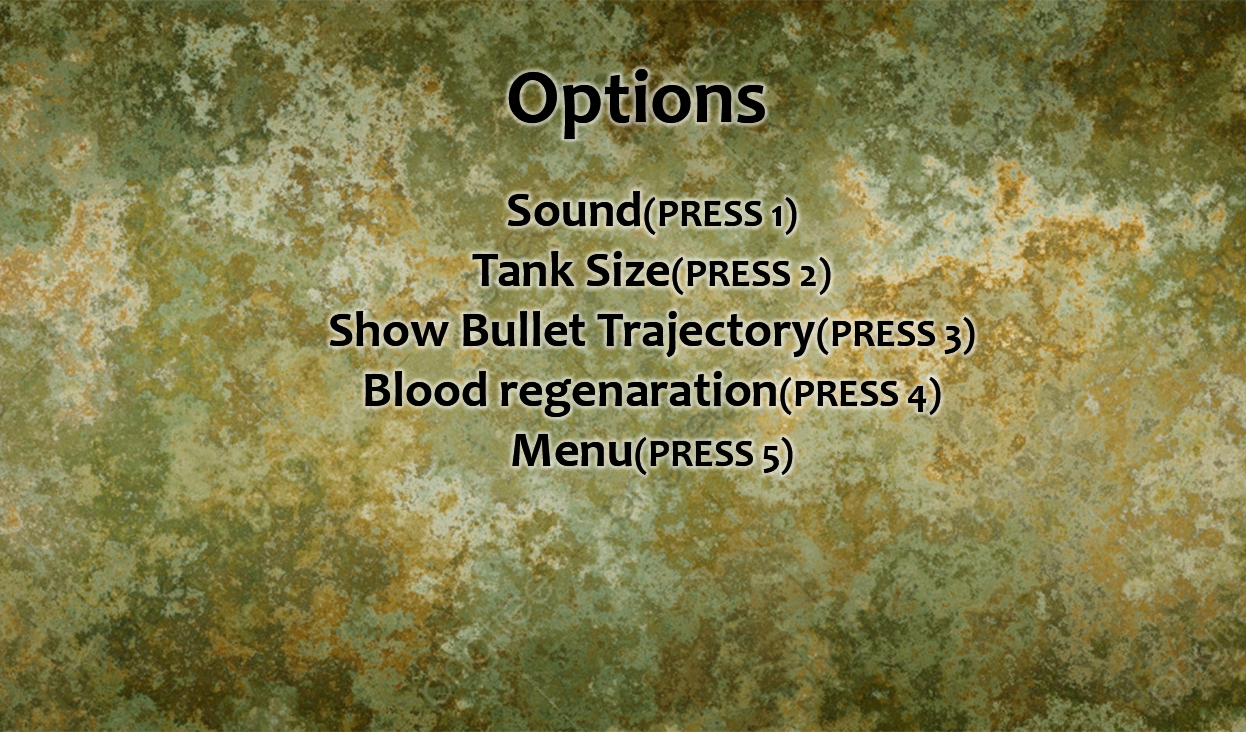 Options
Sound(PRESS 1)
Tank Size(PRESS 2)
Show Bullet Trajectory(PRESS 3)
Blood regenaration(PRESS 4)
Menu(PRESS 5)